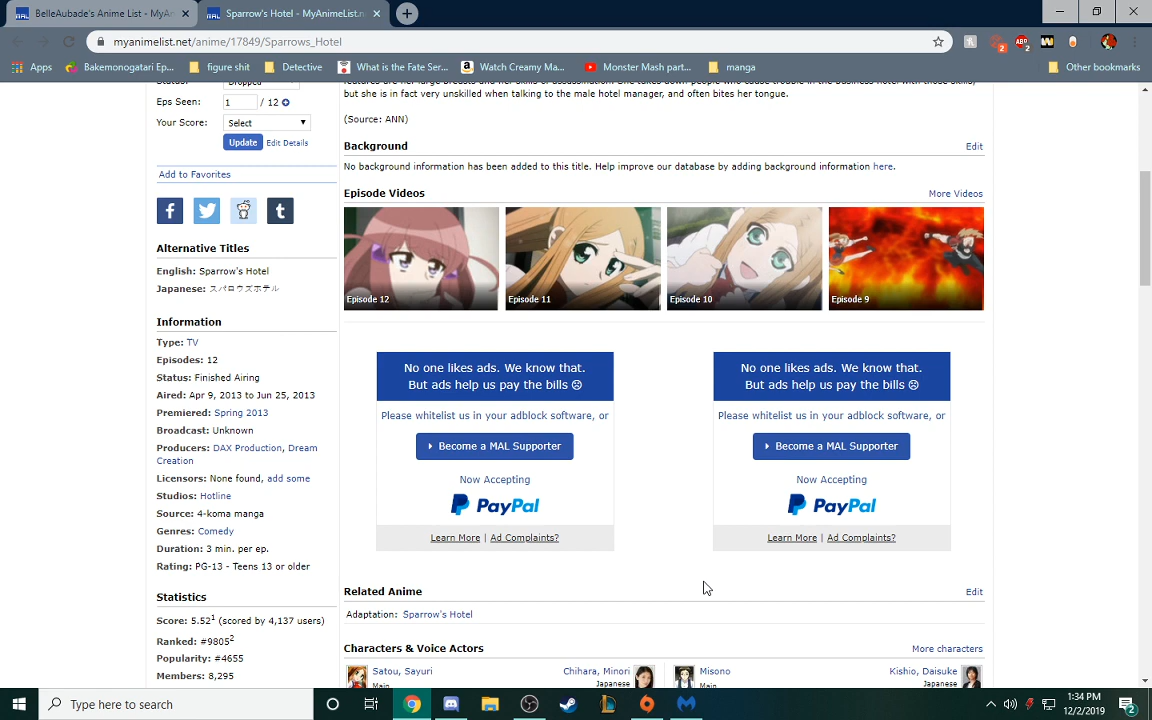 BelleAubade's Anime List - MyAn
Sparrow's Hotel - MyAnimeList.n
myanimelist.net/anime/17849/Sparrows_Hotel
Apps
Bakemonogatari Ep...
figure shit
Detective
What is the Fate Ser...
Watch Creamy Ma...
Monster Mash part...
manga
Other bookmarks
but she is in fact very unskilled when talking to the male hotel manager, and often bites her tongue.
(Source: ANN)
Eps Seen: 1 / 12
Your Score: Select
Update Edit Details
Add to Favorites
Alternative Titles
English: Sparrow's Hotel
Japanese: スパロウズホテル
Information
Type: TV
Episodes: 12
Status: Finished Airing
Aired: Apr 9, 2013 to Jun 25, 2013
Premiered: Spring 2013
Broadcast: Unknown
Producers: DAX Production, Dream
Creation
Licensors: None found, add some
Studios: Hotline
Source: 4-koma manga
Genres: Comedy
Duration: 3 min. per ep.
Rating: PG-13 - Teens 13 or older
Statistics
Score: 5.52¹ (scored by 4,137 users)
Ranked: #9805²
Popularity: #4655
Members: 8,295
Background Edit
No background information has been added to this title. Help improve our database by adding background information here.
Episode Videos More Videos
Episode 12
Episode 11
Episode 10
Episode 9
No one likes ads. We know that.
But ads help us pay the bills ☹
Please whitelist us in your adblock software, or
Become a MAL Supporter
Now Accepting
PayPal
Learn More | Ad Complaints?
No one likes ads. We know that.
But ads help us pay the bills ☹
Please whitelist us in your adblock software, or
Become a MAL Supporter
Now Accepting
PayPal
Learn More | Ad Complaints?
Related Anime Edit
Adaptation: Sparrow's Hotel
Characters & Voice Actors More characters
Satou, Sayuri
Main
Chihara, Minori
Japanese
Misono
Main
Kishio, Daisuke
Japanese
Type here to search
1:34 PM
12/2/2019